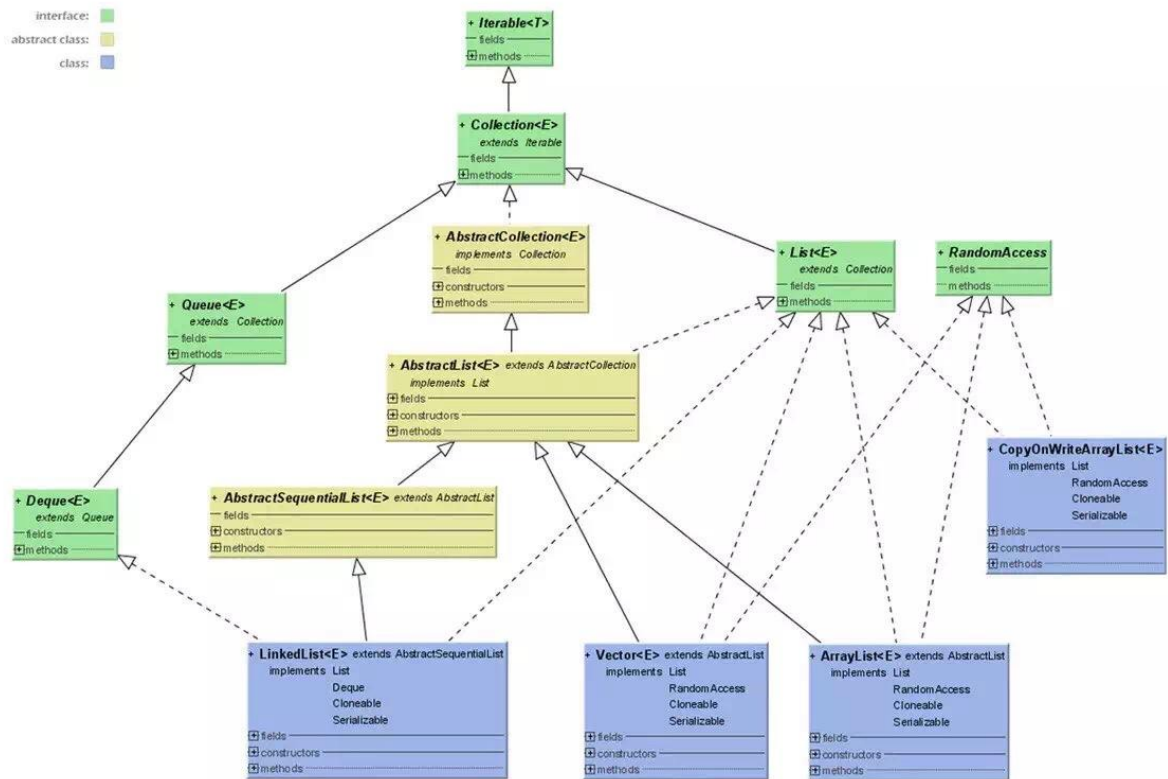 interface:
abstract class:
class:
+ Iterable<T>
fields
methods
+ Collection<E>
extends Iterable
fields
methods
+ AbstractCollection<E>
implements Collection
fields
constructors
methods
+ List<E>
extends Collection
fields
methods
+ RandomAccess
fields
methods
+ Queue<E>
extends Collection
fields
methods
+ AbstractList<E> extends AbstractCollection
implements List
fields
constructors
methods
+ CopyOnWriteArrayList<E>
implements List
RandomAccess
Cloneable
Serializable
fields
constructors
methods
+ Deque<E>
extends Queue
fields
methods
+ AbstractSequentialList<E> extends AbstractList
fields
constructors
methods
+ LinkedList<E> extends AbstractSequentialList
implements List
Deque
Cloneable
Serializable
fields
constructors
methods
+ Vector<E> extends AbstractList
implements List
RandomAccess
Cloneable
Serializable
fields
constructors
methods
+ ArrayList<E> extends AbstractList
implements List
RandomAccess
Cloneable
Serializable
fields
constructors
methods